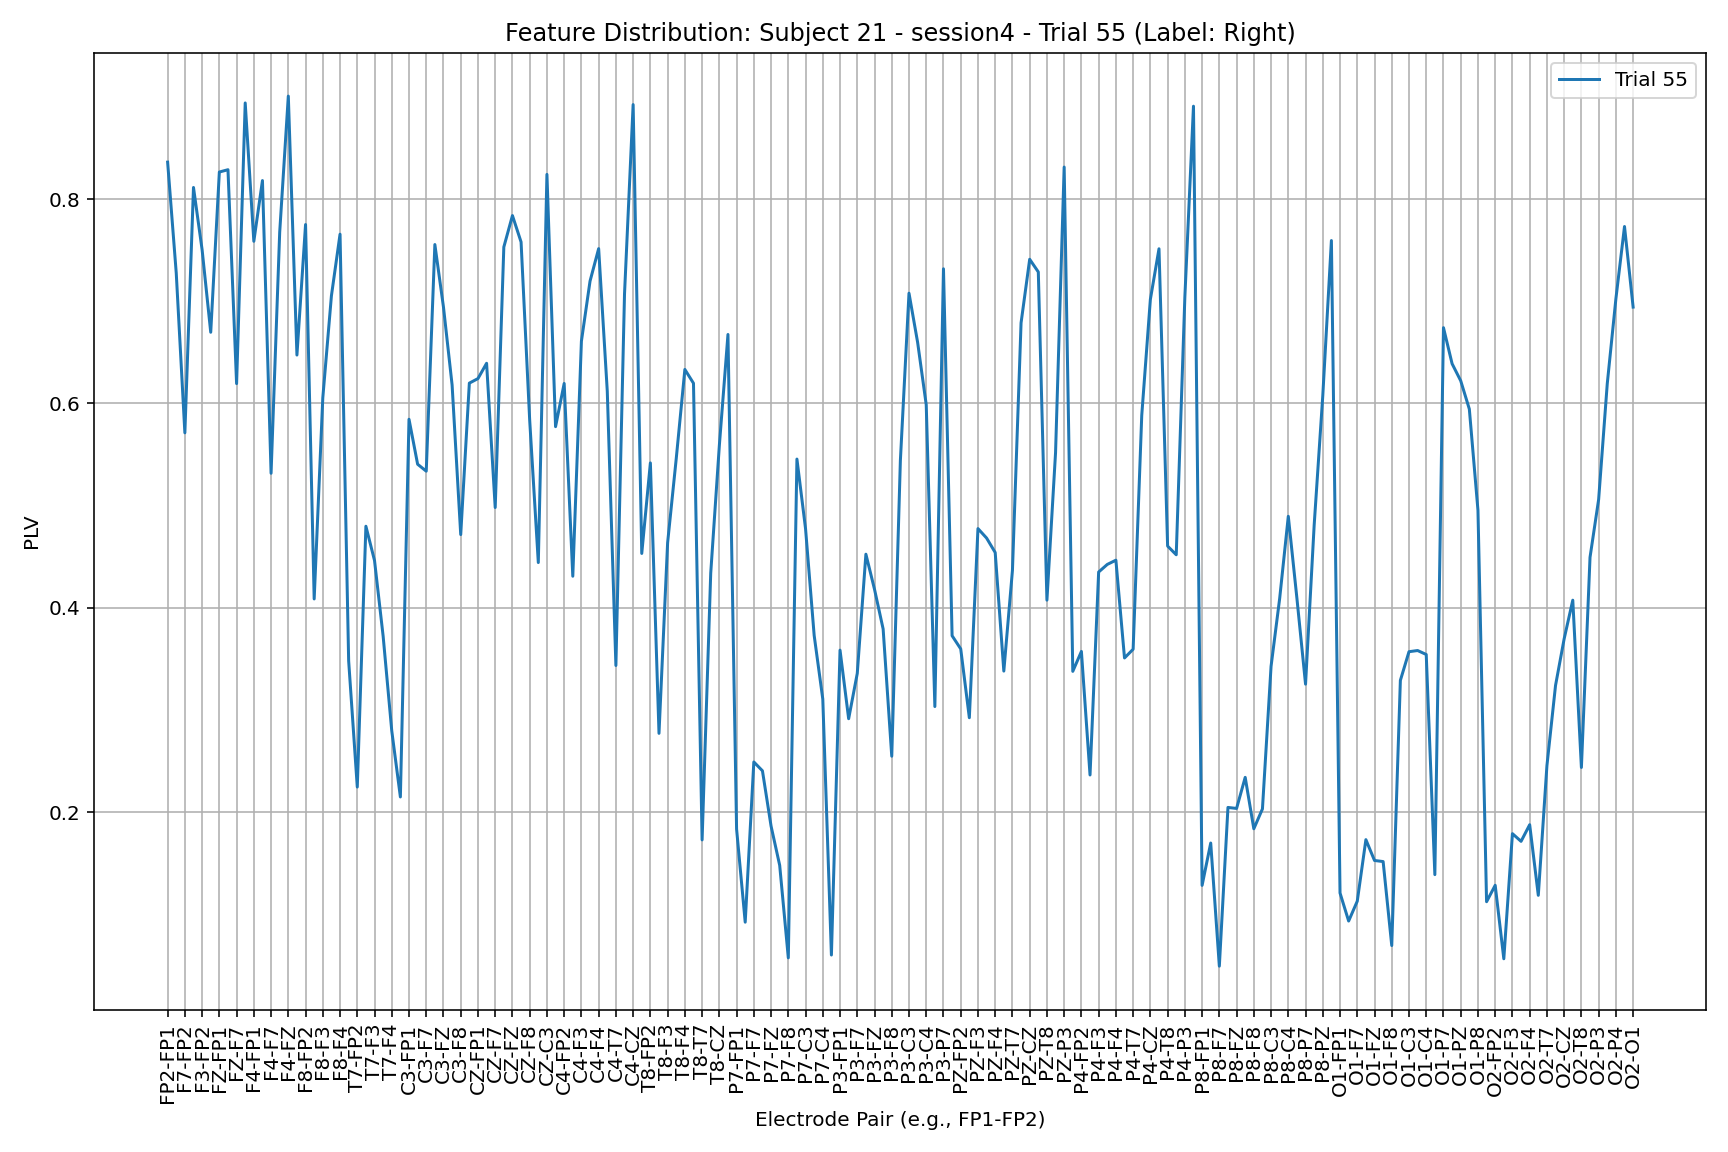 Feature Distribution: Subject 21 - session4 - Trial 55 (Label: Right)
Trial 55
PLV
0.8
0.6
0.4
0.2
FP2-FP1
F7-FP2
F3-FP2
FZ-FP1
FZ-F7
F4-FP1
F4-F7
F4-FZ
F8-FP2
F8-F3
F8-F4
T7-FP2
T7-F3
T7-F4
C3-FP1
C3-F7
C3-FZ
C3-F8
CZ-FP1
CZ-F7
CZ-FZ
CZ-F8
CZ-C3
C4-FP2
C4-F3
C4-F4
C4-T7
C4-CZ
T8-FP2
T8-F3
T8-F4
T8-T7
T8-CZ
P7-FP1
P7-F7
P7-FZ
P7-F8
P7-C3
P7-C4
P3-FP1
P3-F7
P3-FZ
P3-F8
P3-C3
P3-C4
P3-P7
PZ-FP2
PZ-F3
PZ-F4
PZ-T7
PZ-CZ
PZ-T8
PZ-P3
P4-FP2
P4-F3
P4-F4
P4-T7
P4-CZ
P4-T8
P4-P3
P8-FP1
P8-F7
P8-FZ
P8-F8
P8-C3
P8-C4
P8-P7
P8-PZ
O1-FP1
O1-F7
O1-FZ
O1-F8
O1-C3
O1-C4
O1-P7
O1-PZ
O1-P8
O2-FP2
O2-F3
O2-F4
O2-T7
O2-CZ
O2-T8
O2-P3
O2-P4
O2-O1
Electrode Pair (e.g., FP1-FP2)